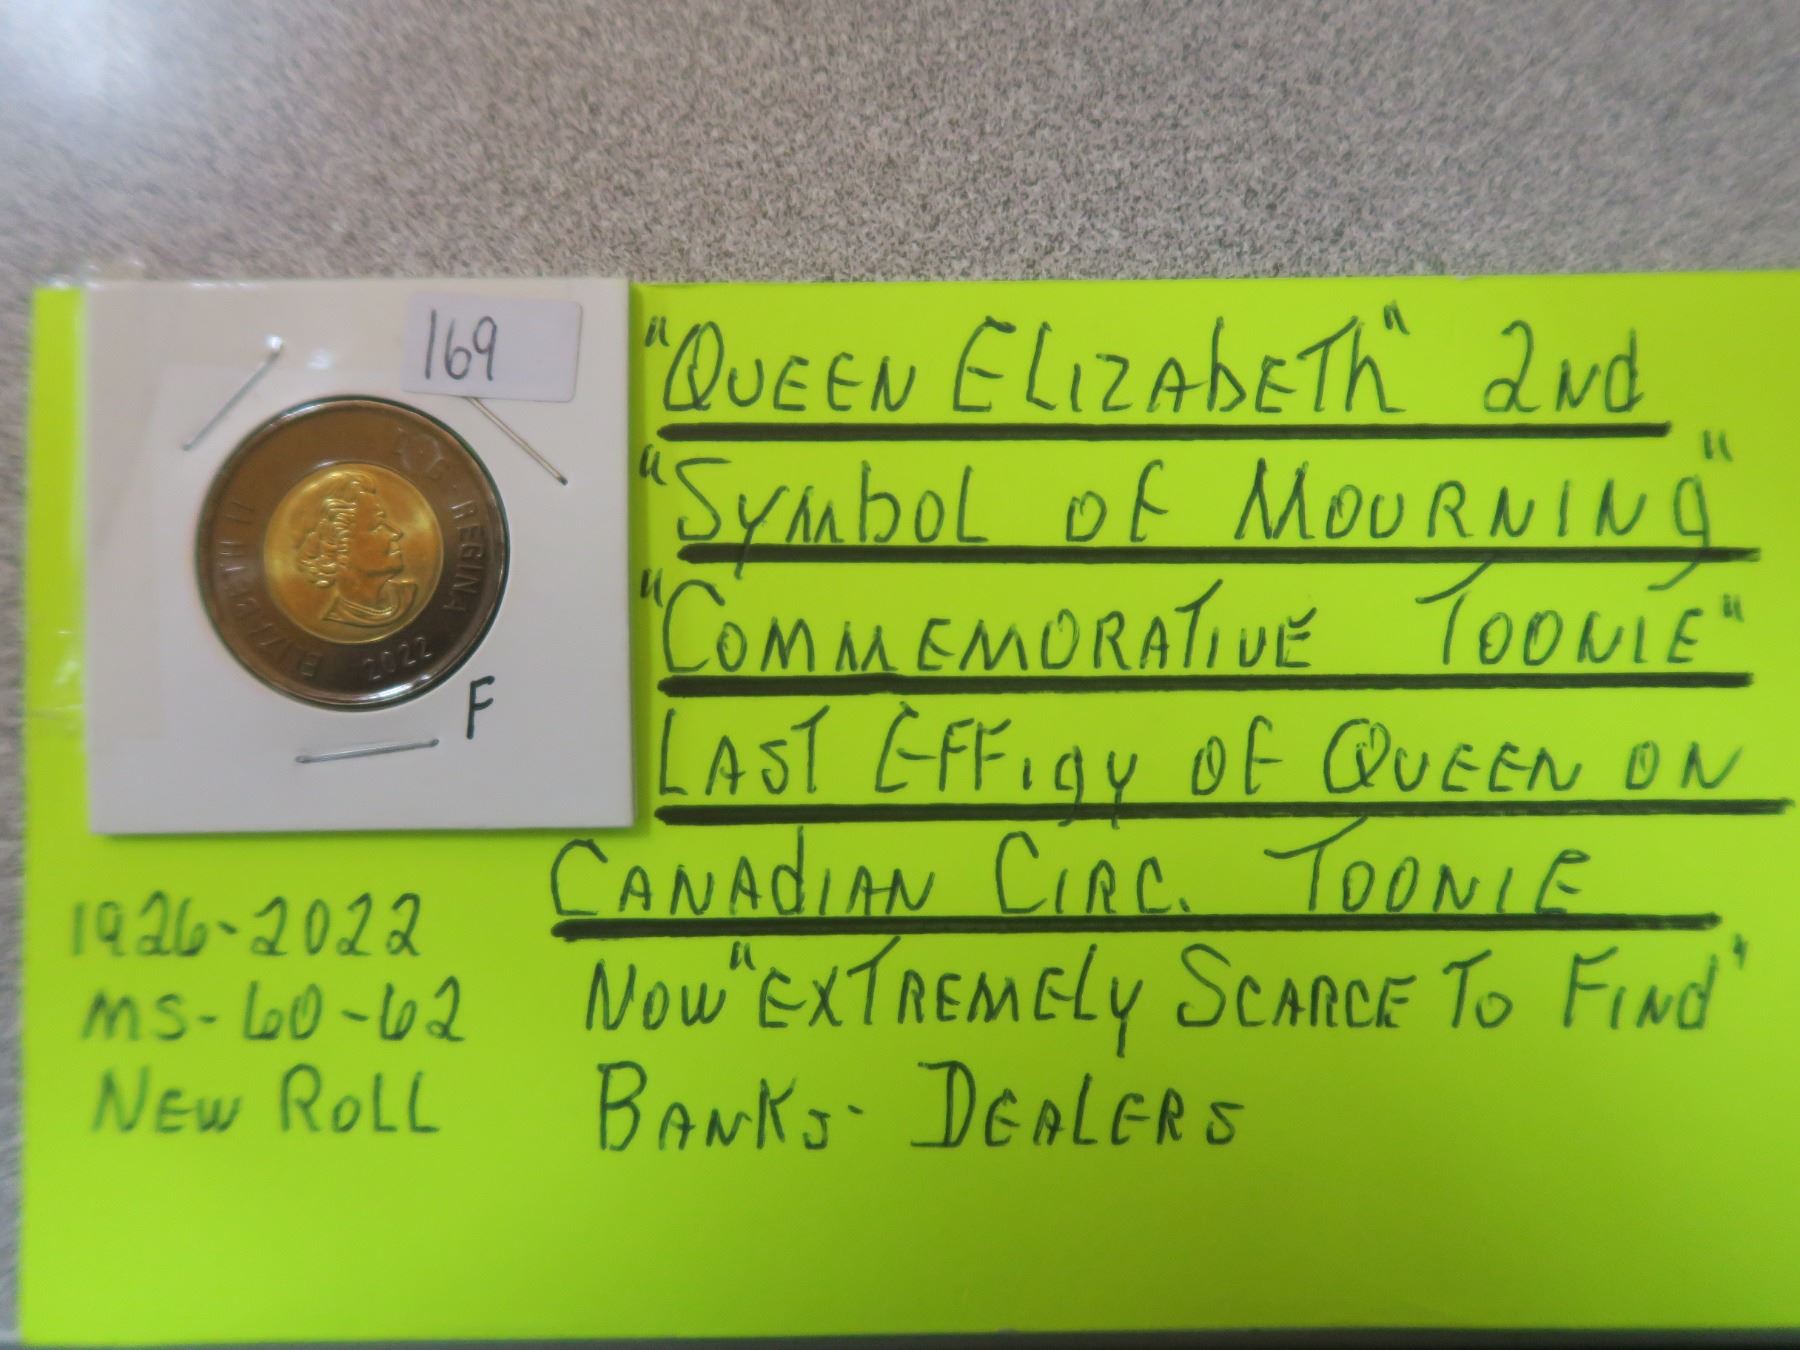 169
ELIZABETH II
D·G·REGINA
2022
F
"QUEEN ELIZABETH" 2ND
"SYMBOL OF MOURNING"
"COMMEMORATIVE TOONIE"
LAST EFFIGY OF QUEEN ON
CANADIAN CIRC. TOONIE
NOW "EXTREMELY SCARCE TO FIND"
BANKS - DEALERS
1926-2022
MS-60-62
NEW ROLL